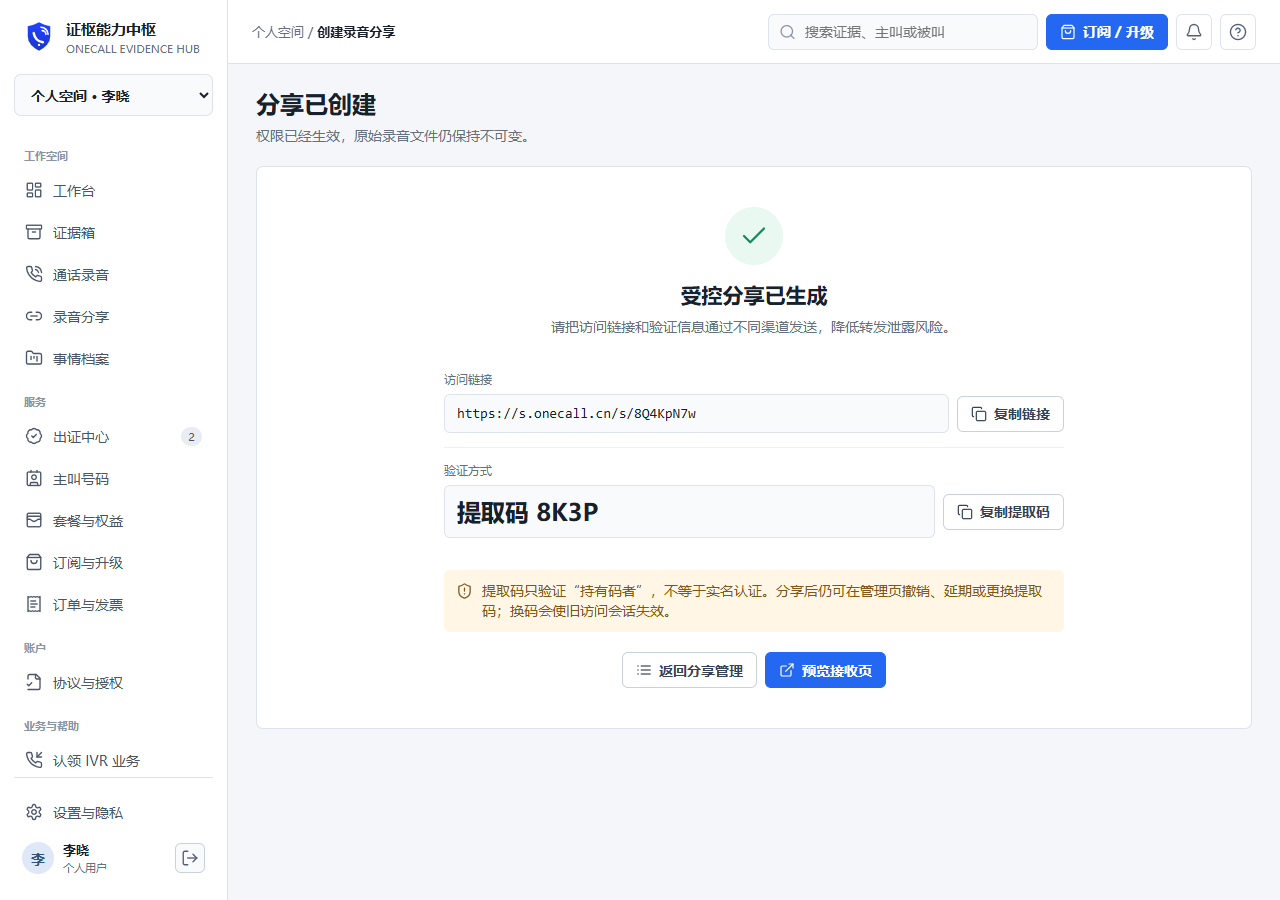 证枢能力中枢
ONECALL EVIDENCE HUB
个人空间 • 李晓
工作空间
工作台
证据箱
通话录音
录音分享
事情档案
服务
出证中心
2
主叫号码
套餐与权益
订阅与升级
订单与发票
账户
协议与授权
业务与帮助
认领 IVR 业务
设置与隐私
李
李晓
个人用户
个人空间 / 创建录音分享
搜索证据、主叫或被叫
订阅 / 升级
分享已创建
权限已经生效，原始录音文件仍保持不可变。
受控分享已生成
请把访问链接和验证信息通过不同渠道发送，降低转发泄露风险。
访问链接
https://s.onecall.cn/s/8Q4KpN7w
复制链接
验证方式
提取码 8K3P
复制提取码
提取码只验证“持有码者”，不等于实名认证。分享后仍可在管理页撤销、延期或更换提取
码；换码会使旧访问会话失效。
返回分享管理
预览接收页